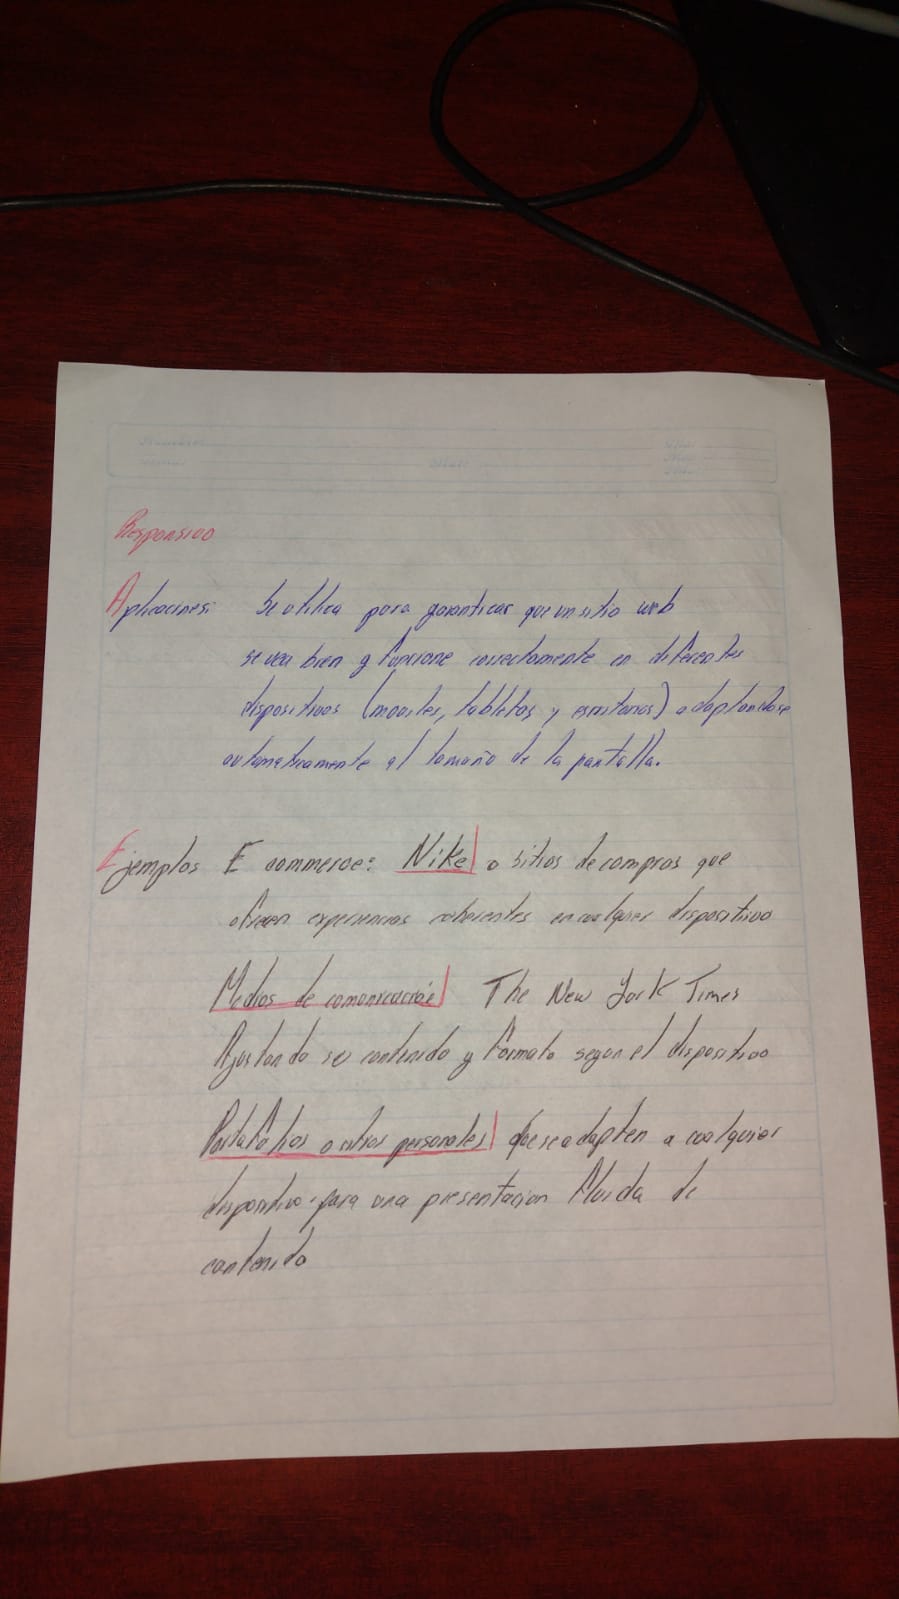 Responsivo
Aplicaciones: Se utiliza para garantizar que un sitio web
se vea bien y funcione correctamente en diferentes
dispositivos (moviles, tabletas y escritorios) adaptandose
automaticamente al tamaño de la pantalla.
Ejemplos E commerce: Nike o sitios de compras que
ofrecen experiencias coherentes en cualquier dispositivo
Medios de comunicación The New York Times
Ajustando su contenido y formato segun el dispositivo
Portafolios o sitios personales que se adapten a cualquier
dispositivo para una presentacion fluida de
contenido